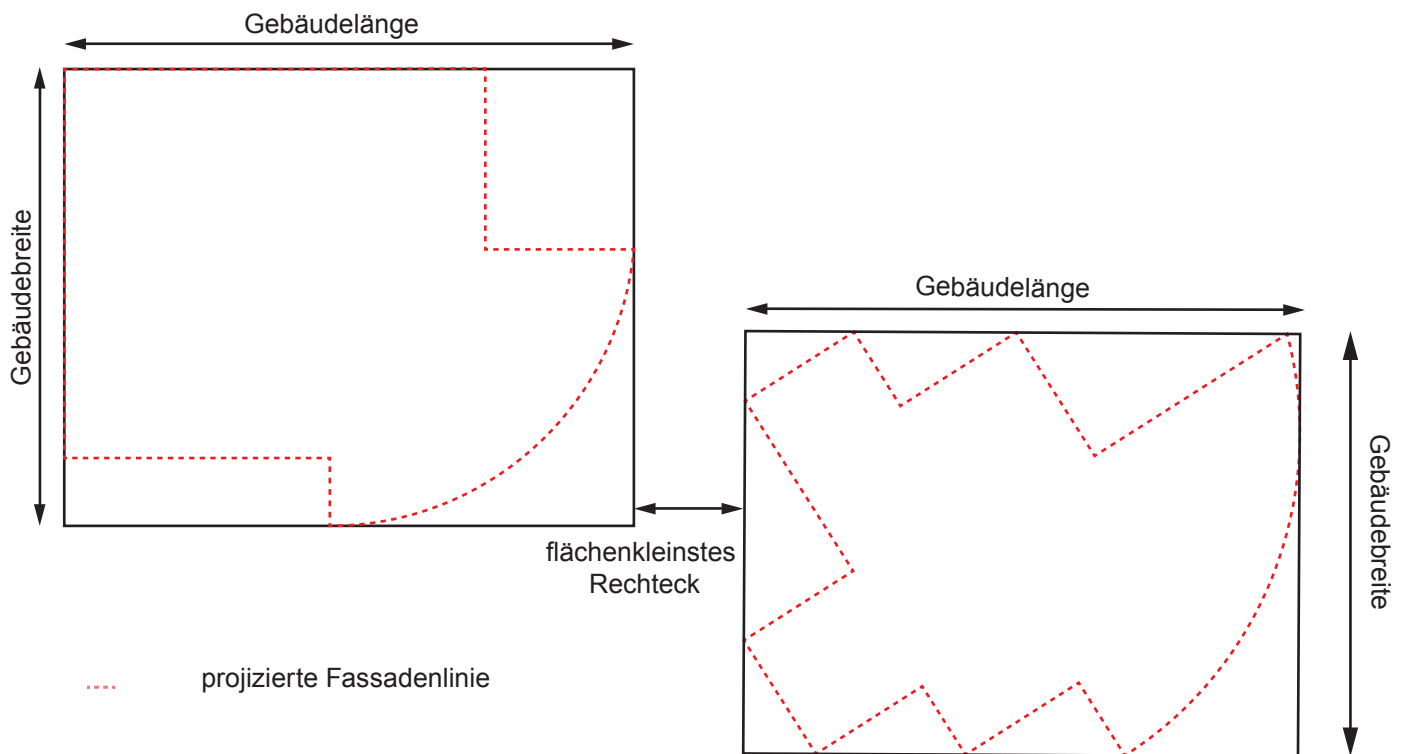 Gebäudelänge
Gebäudebreite
Gebäudelänge
Gebäudebreite
flächenkleinstes
Rechteck
projizierte Fassadenlinie